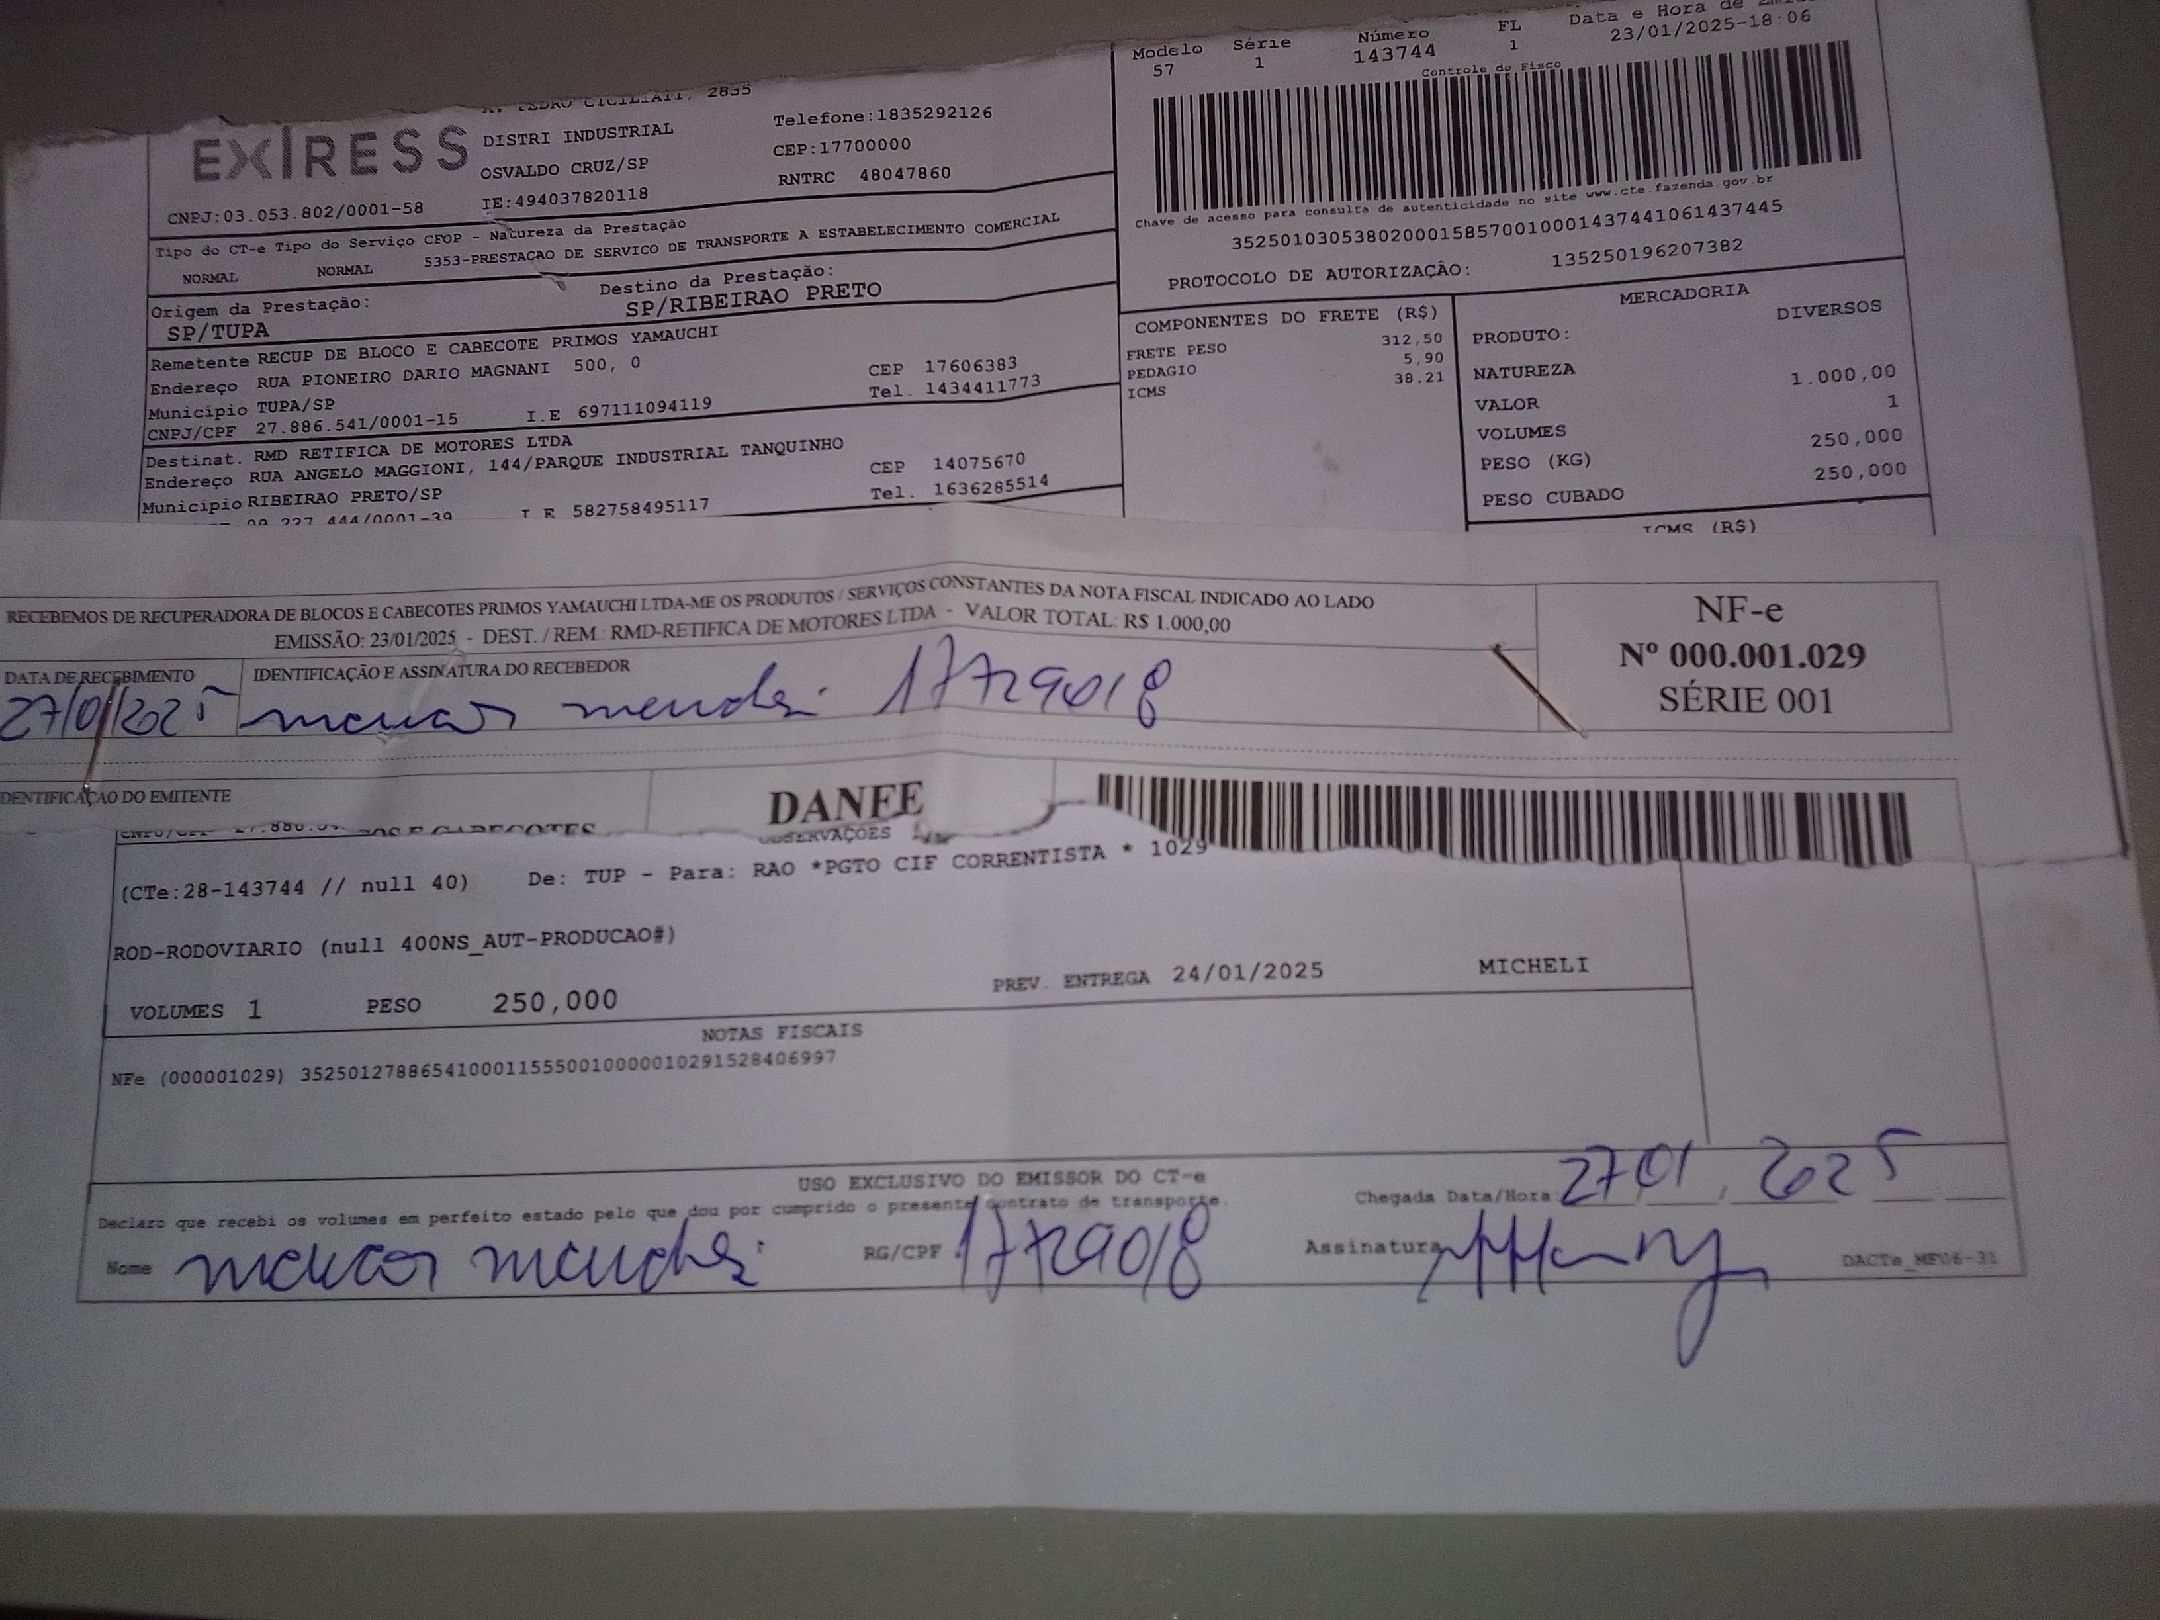 Modelo Série Número FL Data e Hora de
57 1 143744 1 23/01/2025-18:06
Controle do Fisco
2835
EXIRESS
DISTRI INDUSTRIAL Telefone:1835292126
OSVALDO CRUZ/SP CEP:17700000
CNPJ:03.053.802/0001-58 IE:494037820118 RNTRC 48047860
Chave de acesso para consulta de autenticidade no site www.cte.fazenda.gov.br
35250103053802000158570010001437441061437445
PROTOCOLO DE AUTORIZAÇÃO: 135250196207382
Tipo do CT-e Tipo do Serviço CFOP - Natureza da Prestação
NORMAL NORMAL 5353-PRESTACAO DE SERVICO DE TRANSPORTE A ESTABELECIMENTO COMERCIAL
Origem da Prestação: Destino da Prestação:
SP/TUPA SP/RIBEIRAO PRETO
Remetente RECUP DE BLOCO E CABECOTE PRIMOS YAMAUCHI
Endereço RUA PIONEIRO DARIO MAGNANI 500, 0 CEP 17606383
Município TUPA/SP Tel. 1434411773
CNPJ/CPF 27.886.541/0001-15 I.E 697111094119
Destinat. RMD RETIFICA DE MOTORES LTDA
Endereço RUA ANGELO MAGGIONI, 144/PARQUE INDUSTRIAL TANQUINHO CEP 14075670
Município RIBEIRAO PRETO/SP Tel. 1636285514
I E 582758495117
COMPONENTES DO FRETE (R$)
FRETE PESO 312,50
PEDAGIO 5,90
ICMS 38,21
MERCADORIA
PRODUTO: DIVERSOS
NATUREZA
VALOR 1.000,00
VOLUMES 1
PESO (KG) 250,000
PESO CUBADO 250,000
ICMS (R$)
RECEBEMOS DE RECUPERADORA DE BLOCOS E CABECOTES PRIMOS YAMAUCHI LTDA-ME OS PRODUTOS / SERVIÇOS CONSTANTES DA NOTA FISCAL INDICADO AO LADO
EMISSÃO: 23/01/2025 - DEST. / REM.: RMD-RETIFICA DE MOTORES LTDA - VALOR TOTAL: R$ 1.000,00
DATA DE RECEBIMENTO IDENTIFICAÇÃO E ASSINATURA DO RECEBEDOR
27/01/2025
NF-e
Nº 000.001.029
SÉRIE 001
IDENTIFICAÇAO DO EMITENTE
DANFE
OBSERVAÇÕES
(CTe:28-143744 // null 40) De: TUP - Para: RAO *PGTO CIF CORRENTISTA * 1029
ROD-RODOVIARIO (null 400NS_AUT-PRODUCAO#)
VOLUMES 1 PESO 250,000 PREV. ENTREGA 24/01/2025 MICHELI
NOTAS FISCAIS
NFe (000001029) 35250127886541000115550010000010291528406997
USO EXCLUSIVO DO EMISSOR DO CT-e
Declaro que recebi os volumes em perfeito estado pelo que dou por cumprido o presente contrato de transporte.
Chegada Data/Hora 27 01 2025
Nome RG/CPF Assinatura